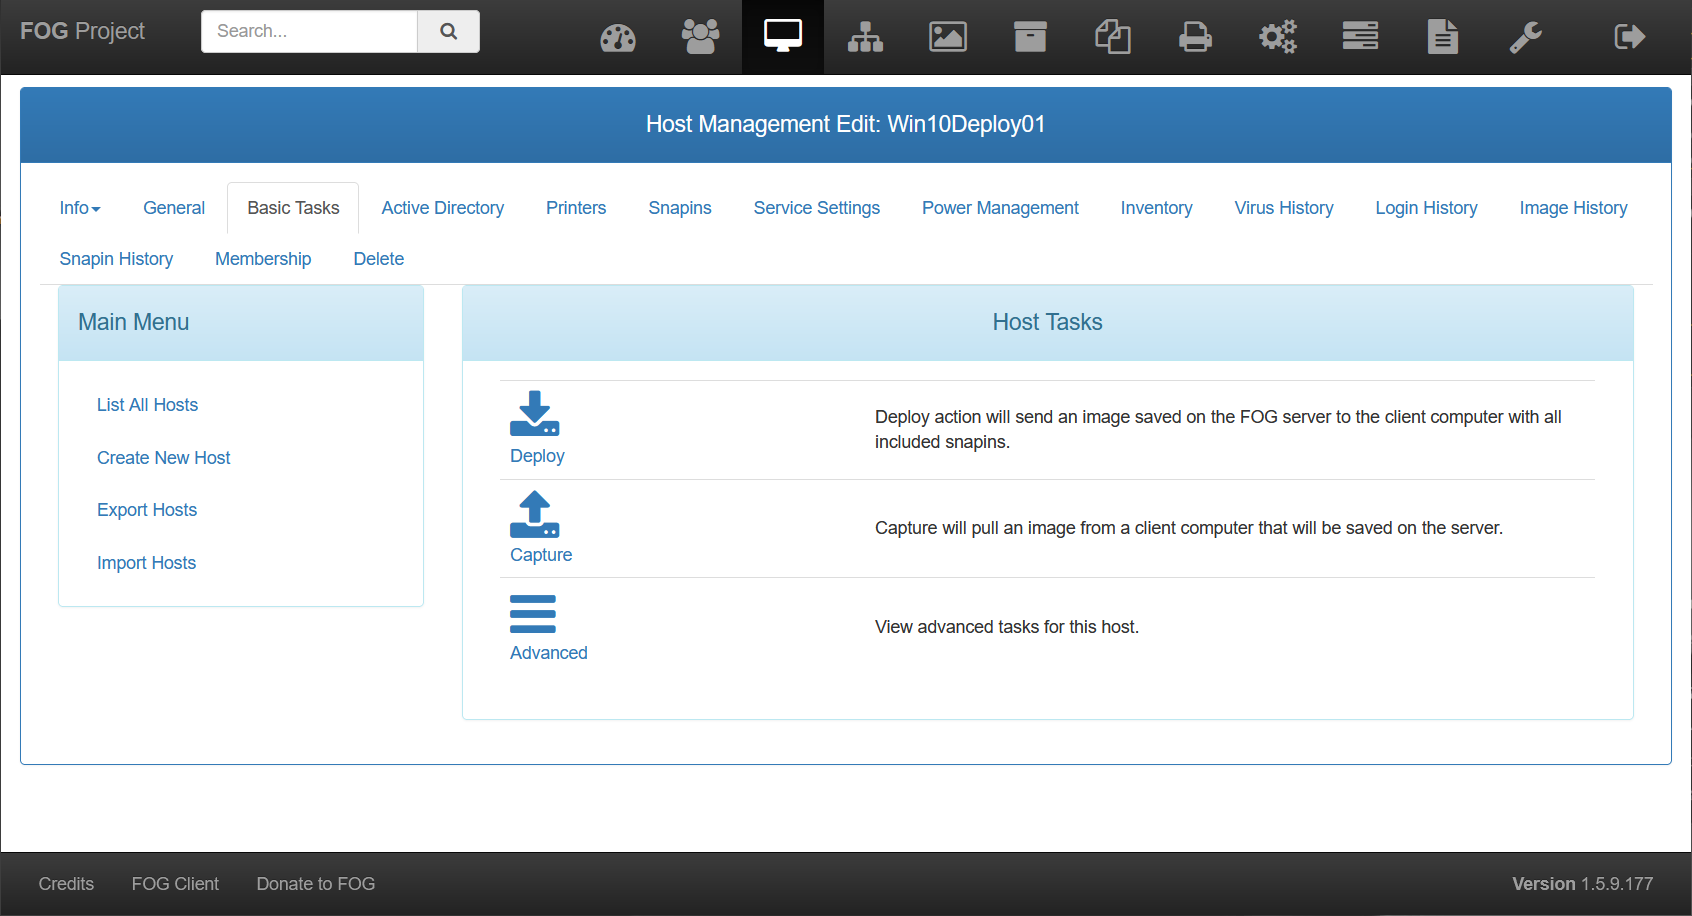 FOG Project
Search...
Host Management Edit: Win10Deploy01
Info General Basic Tasks Active Directory Printers Snapins Service Settings Power Management Inventory Virus History Login History Image History
Snapin History Membership Delete
Main Menu
List All Hosts
Create New Host
Export Hosts
Import Hosts
Host Tasks
Deploy
Deploy action will send an image saved on the FOG server to the client computer with all
included snapins.
Capture
Capture will pull an image from a client computer that will be saved on the server.
Advanced
View advanced tasks for this host.
Credits FOG Client Donate to FOG
Version 1.5.9.177